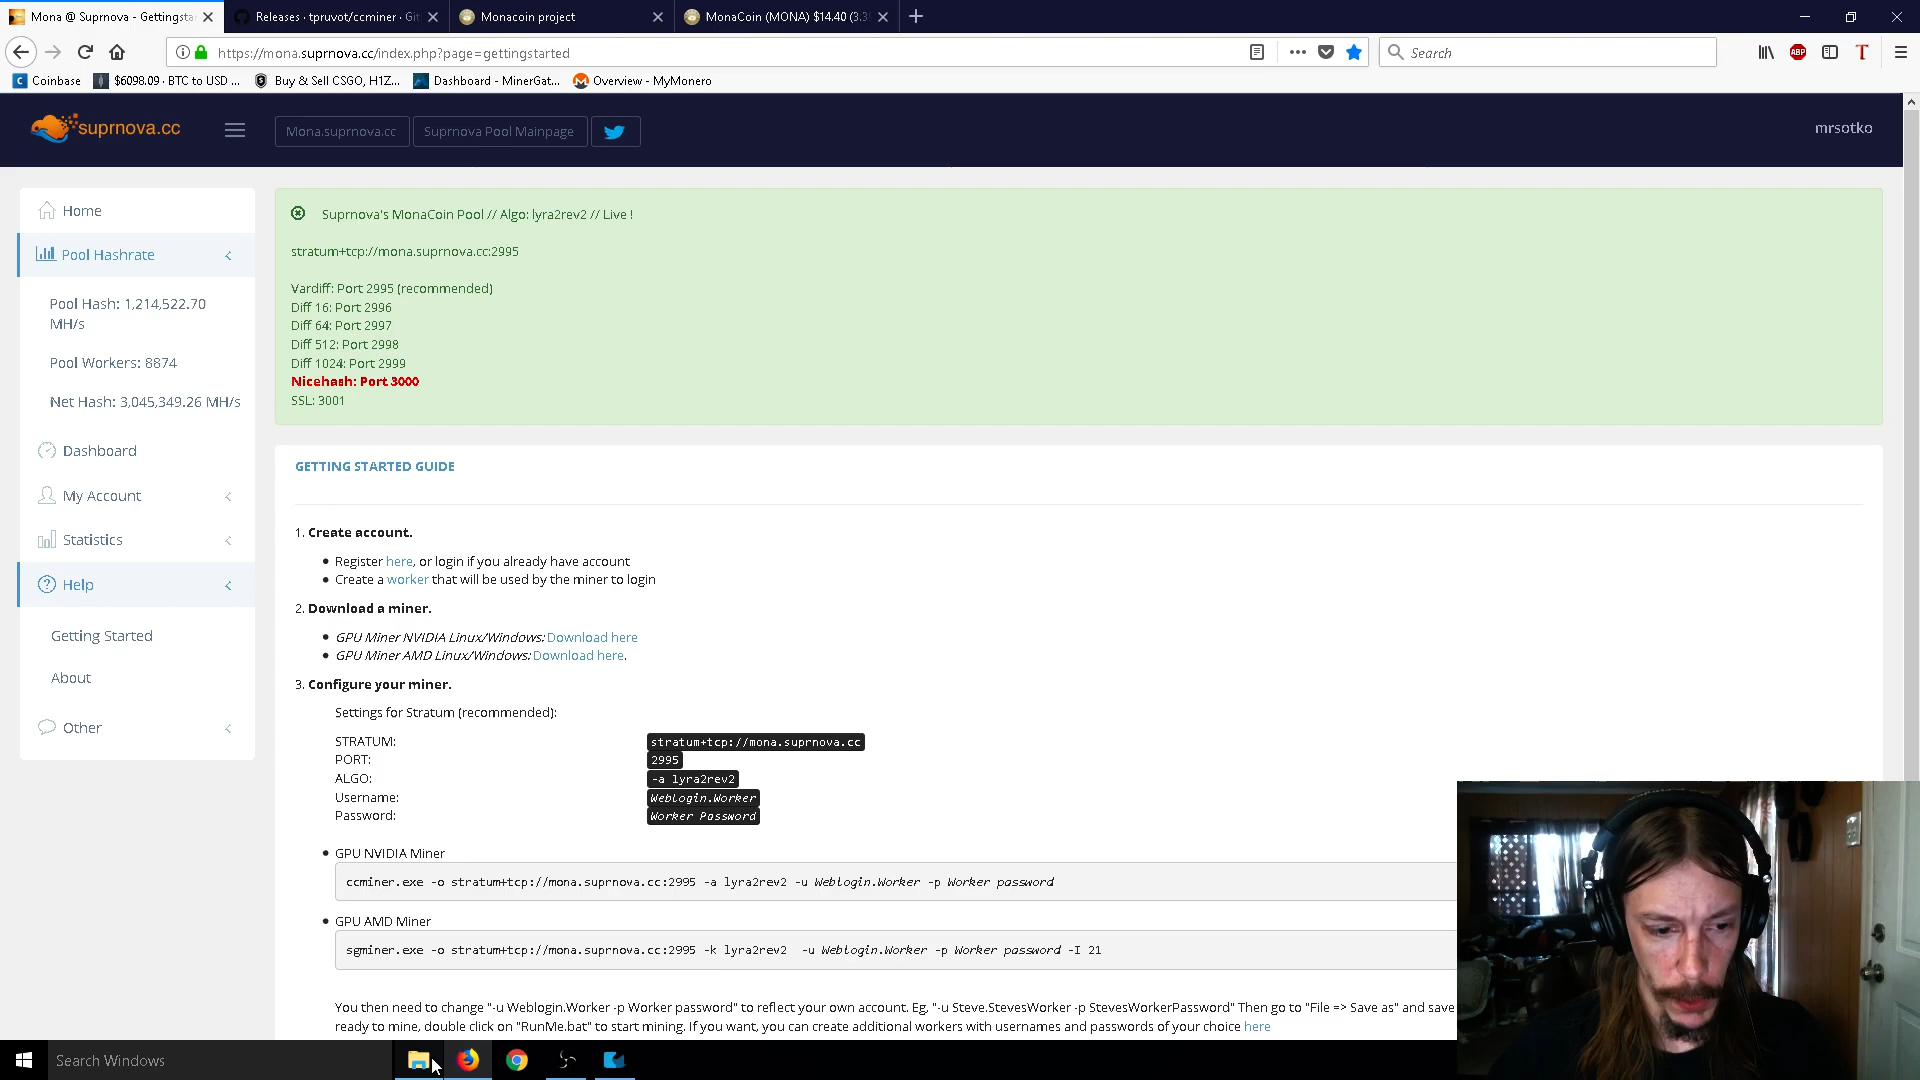 Mona @ Suprnova - Gettingsta
Releases · tpruvot/ccminer · Git
Monacoin project
MonaCoin (MONA) $14.40 (3.3
https://mona.suprnova.cc/index.php?page=gettingstarted
Search
Coinbase
$6098.09 · BTC to USD ...
Buy & Sell CSGO, H1Z...
Dashboard - MinerGat...
Overview - MyMonero
suprnova.cc
Mona.suprnova.cc
Suprnova Pool Mainpage
mrsotko
Home
Pool Hashrate
Pool Hash: 1,214,522.70
MH/s
Pool Workers: 8874
Net Hash: 3,045,349.26 MH/s
Dashboard
My Account
Statistics
Help
Getting Started
About
Other
Suprnova's MonaCoin Pool // Algo: lyra2rev2 // Live !
stratum+tcp://mona.suprnova.cc:2995
Vardiff: Port 2995 (recommended)
Diff 16: Port 2996
Diff 64: Port 2997
Diff 512: Port 2998
Diff 1024: Port 2999
Nicehash: Port 3000
SSL: 3001
GETTING STARTED GUIDE
1. Create account.
Register here, or login if you already have account
Create a worker that will be used by the miner to login
2. Download a miner.
GPU Miner NVIDIA Linux/Windows: Download here
GPU Miner AMD Linux/Windows: Download here.
3. Configure your miner.
Settings for Stratum (recommended):
STRATUM: stratum+tcp://mona.suprnova.cc
PORT: 2995
ALGO: -a lyra2rev2
Username: Weblogin.Worker
Password: Worker Password
GPU NVIDIA Miner
ccminer.exe -o stratum+tcp://mona.suprnova.cc:2995 -a lyra2rev2 -u Weblogin.Worker -p Worker password
GPU AMD Miner
sgminer.exe -o stratum+tcp://mona.suprnova.cc:2995 -k lyra2rev2 -u Weblogin.Worker -p Worker password -I 21
You then need to change "-u Weblogin.Worker -p Worker password" to reflect your own account. Eg. "-u Steve.StevesWorker -p StevesWorkerPassword" Then go to "File => Save as" and save
ready to mine, double click on "RunMe.bat" to start mining. If you want, you can create additional workers with usernames and passwords of your choice here
Search Windows